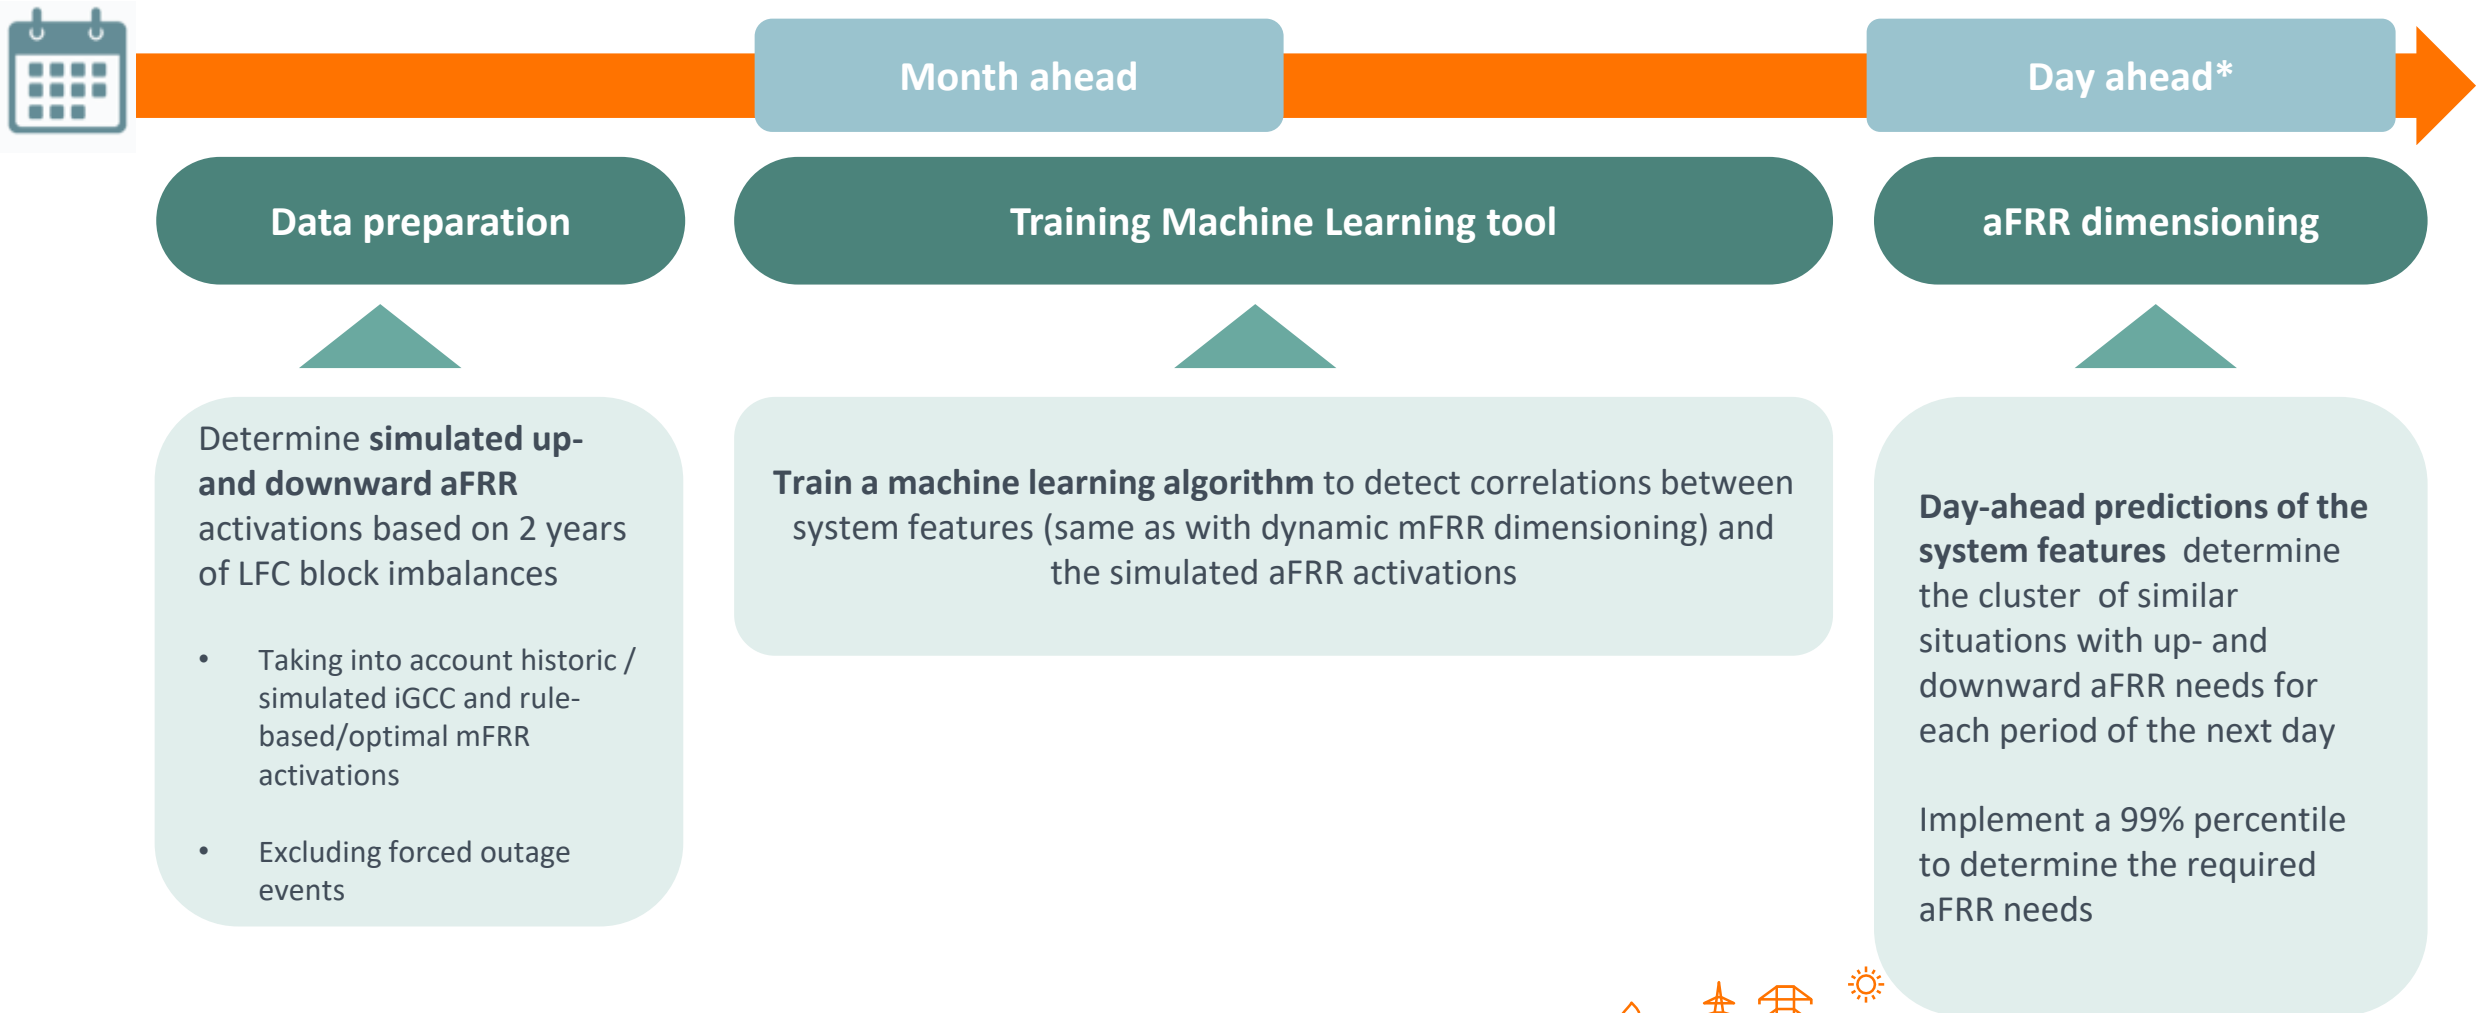 Month ahead
Day ahead*
Data preparation
Training Machine Learning tool
aFRR dimensioning
Determine simulated up-
and downward aFRR
activations based on 2 years
of LFC block imbalances
• Taking into account historic /
simulated iGCC and rule-
based/optimal mFRR
activations
• Excluding forced outage
events
Train a machine learning algorithm to detect correlations between
system features (same as with dynamic mFRR dimensioning) and
the simulated aFRR activations
Day-ahead predictions of the
system features determine
the cluster of similar
situations with up- and
downward aFRR needs for
each period of the next day
Implement a 99% percentile
to determine the required
aFRR needs